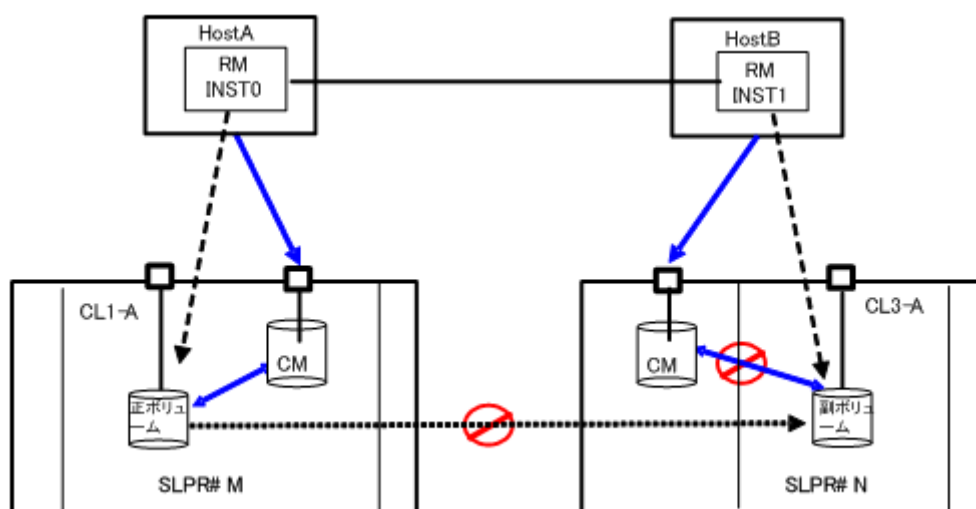 HostA
RM
INST0
HostB
RM
INST1
CL1-A
CM
正ボリュ
ーム
SLPR# M
CL3-A
CM
副ボリュ
ーム
SLPR# N